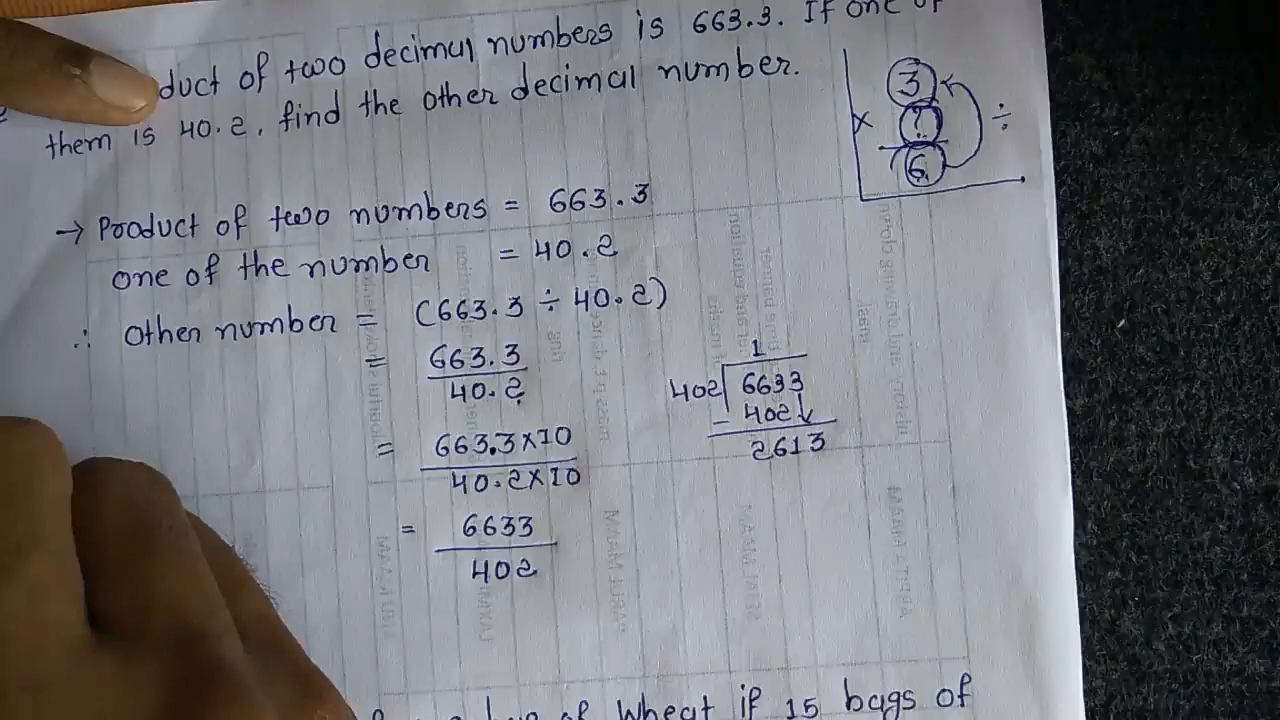 duct of two decimal numbers is 663.3. If one of
them is 40.2, find the other decimal number.
3
×
6
÷
→ Product of two numbers = 663.3
one of the number = 40.2
∴ Other number = (663.3 ÷ 40.2)
= 663.3
40.2
= 663.3×10
40.2×10
= 6633
402
1
402 6633
- 402↓
2613
wheat if 15 bags of